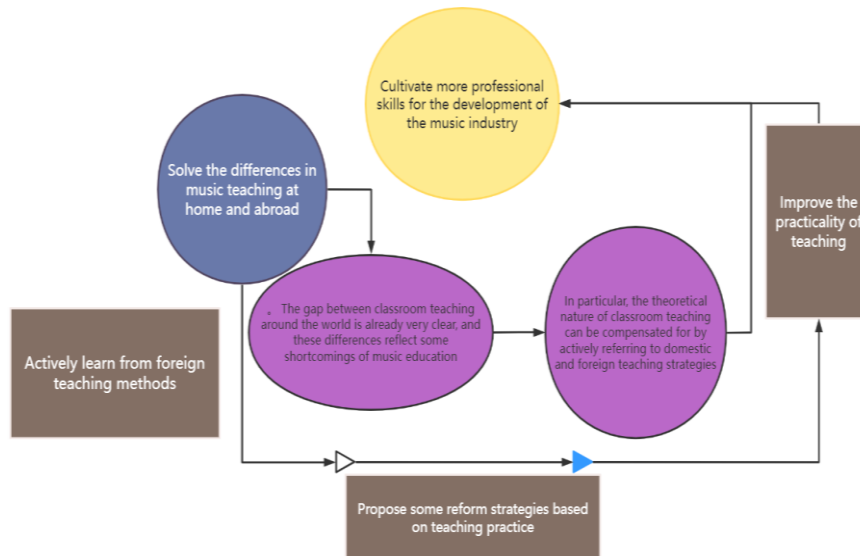 Cultivate more professional
skills for the development of
the music industry
Solve the differences in
music teaching at
home and abroad
Improve the
practicality of
teaching
. The gap between classroom teaching
around the world is already very clear, and
these differences reflect some
shortcomings of music education
In particular, the theoretical
nature of classroom teaching
can be compensated for by
actively referring to domestic
and foreign teaching strategies
Actively learn from foreign
teaching methods
Propose some reform strategies based
on teaching practice